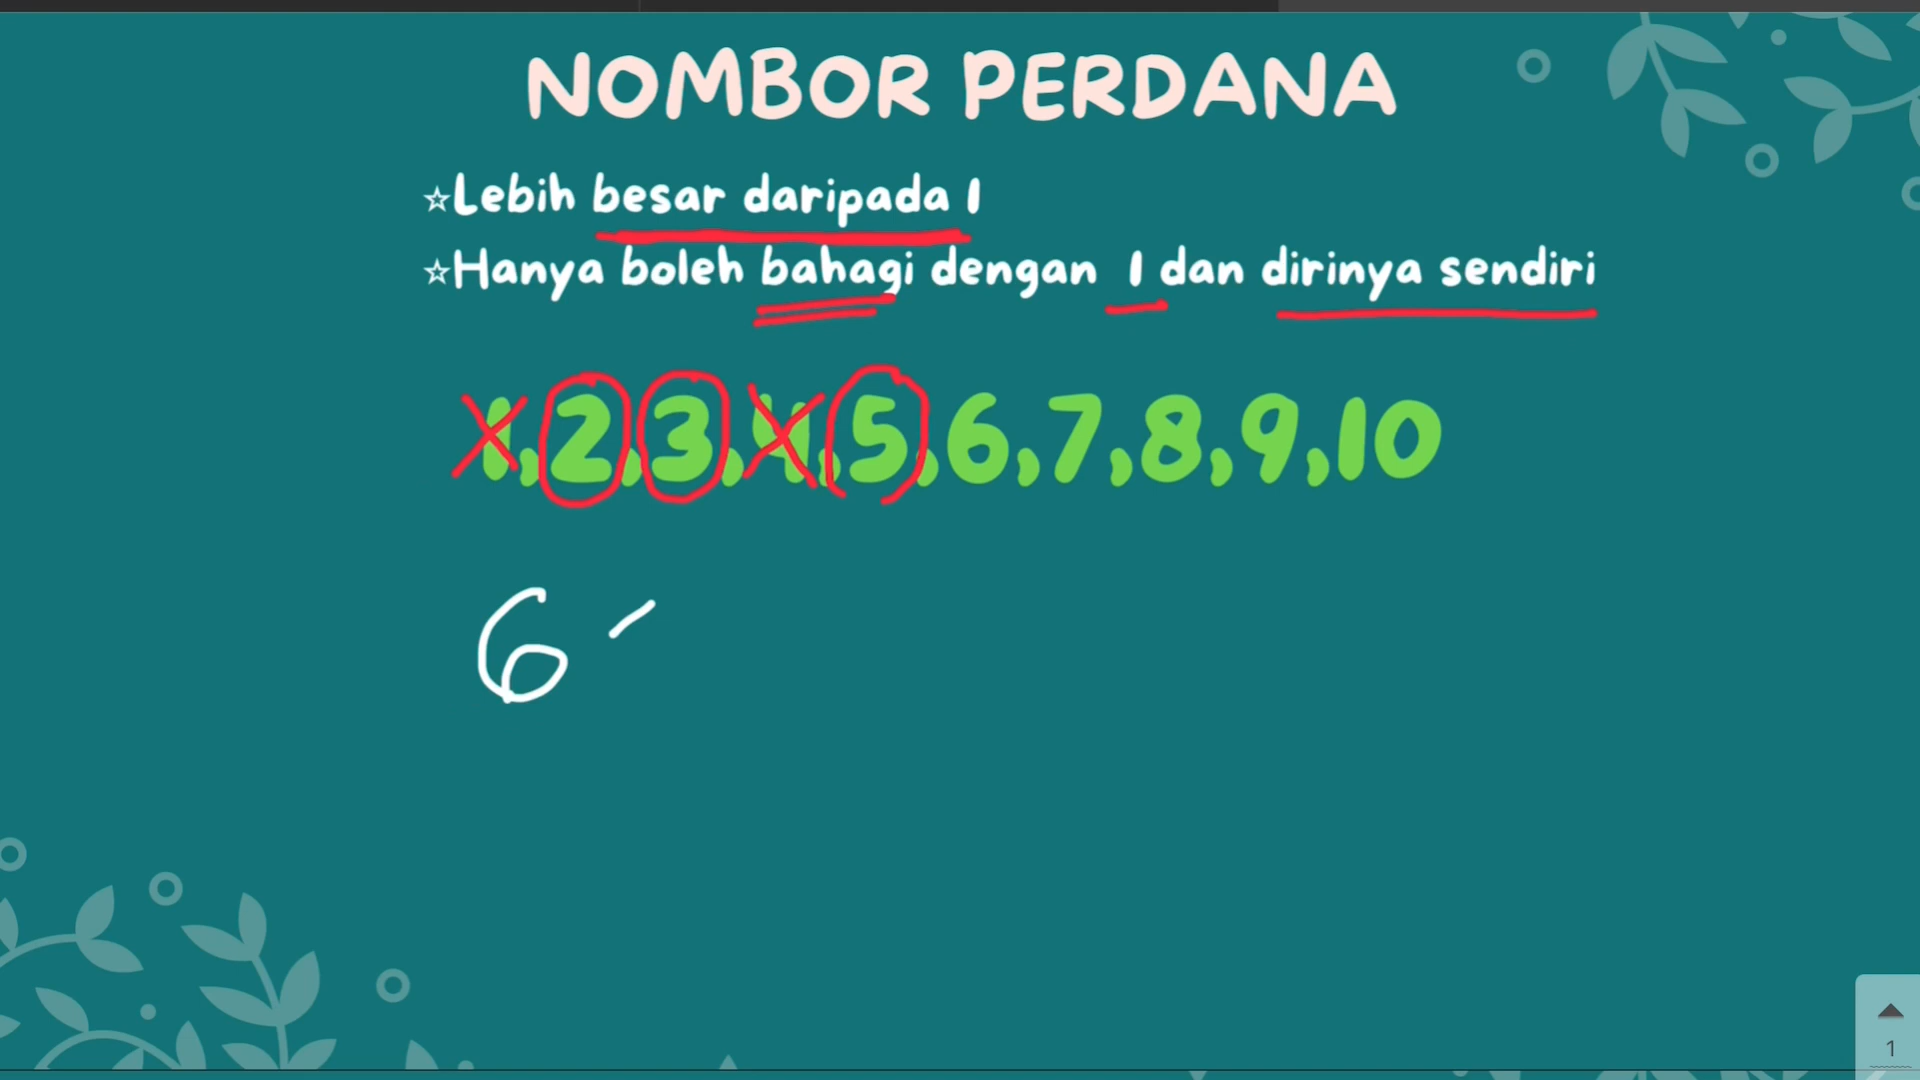 NOMBOR PERDANA
☆Lebih besar daripada 1
☆Hanya boleh bahagi dengan 1 dan dirinya sendiri
1,2,3,4,5,6,7,8,9,10
6
1